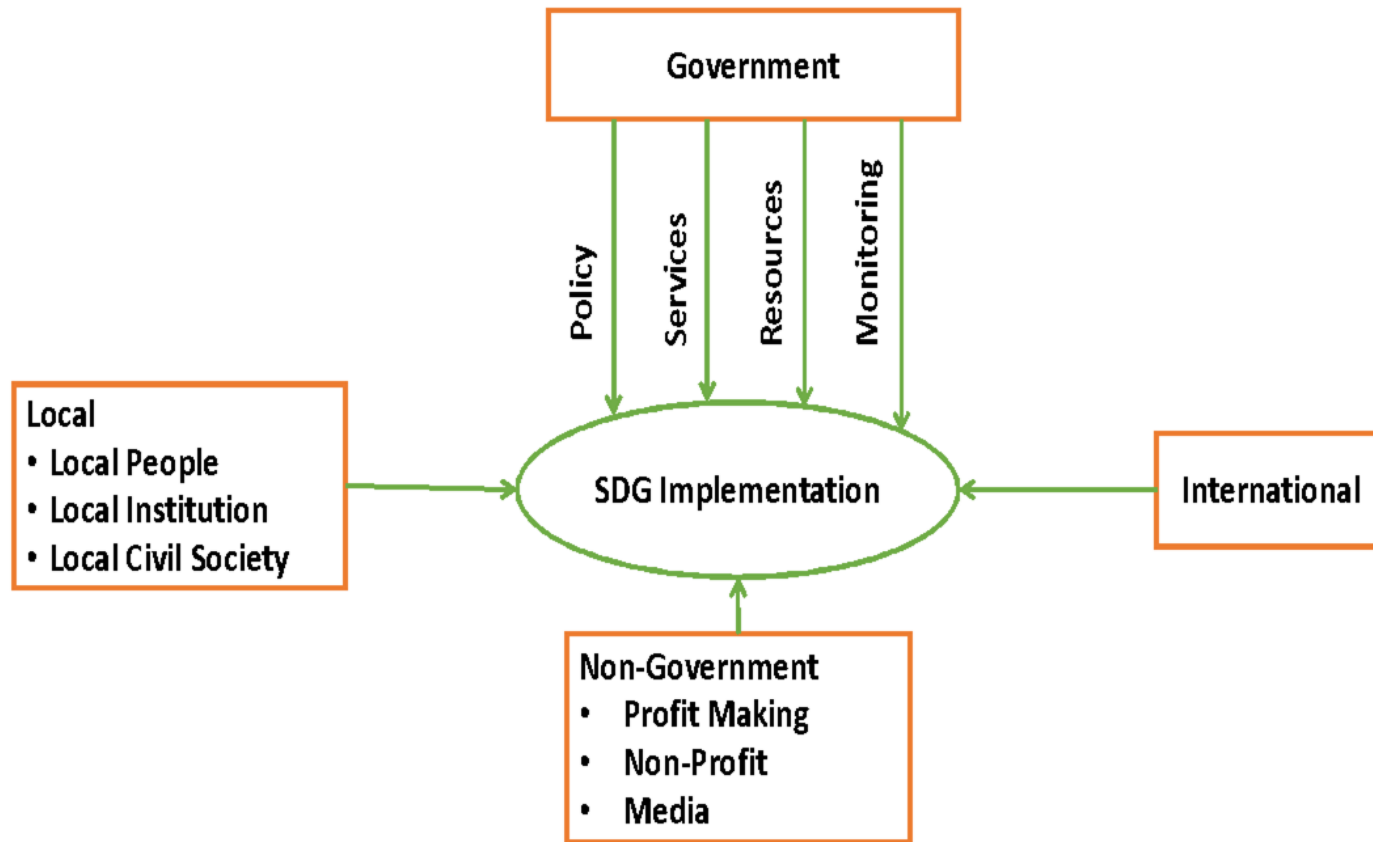 Government
Policy
Services
Resources
Monitoring
Local
• Local People
• Local Institution
• Local Civil Society
SDG Implementation
International
Non-Government
• Profit Making
• Non-Profit
• Media